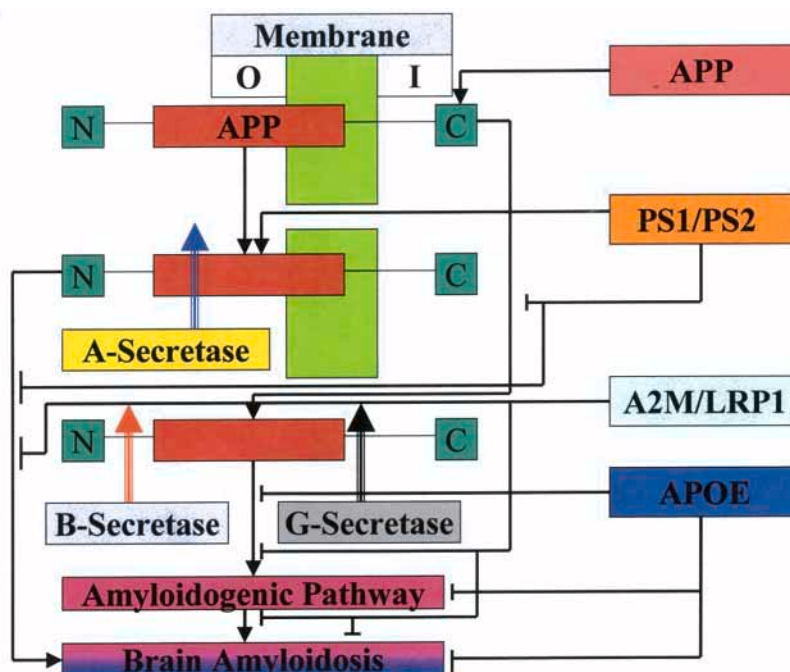 Membrane
O I
APP
N APP C
PS1/PS2
N C
A-Secretase
A2M/LRP1
N C
APOE
B-Secretase G-Secretase
Amyloidogenic Pathway
Brain Amyloidosis